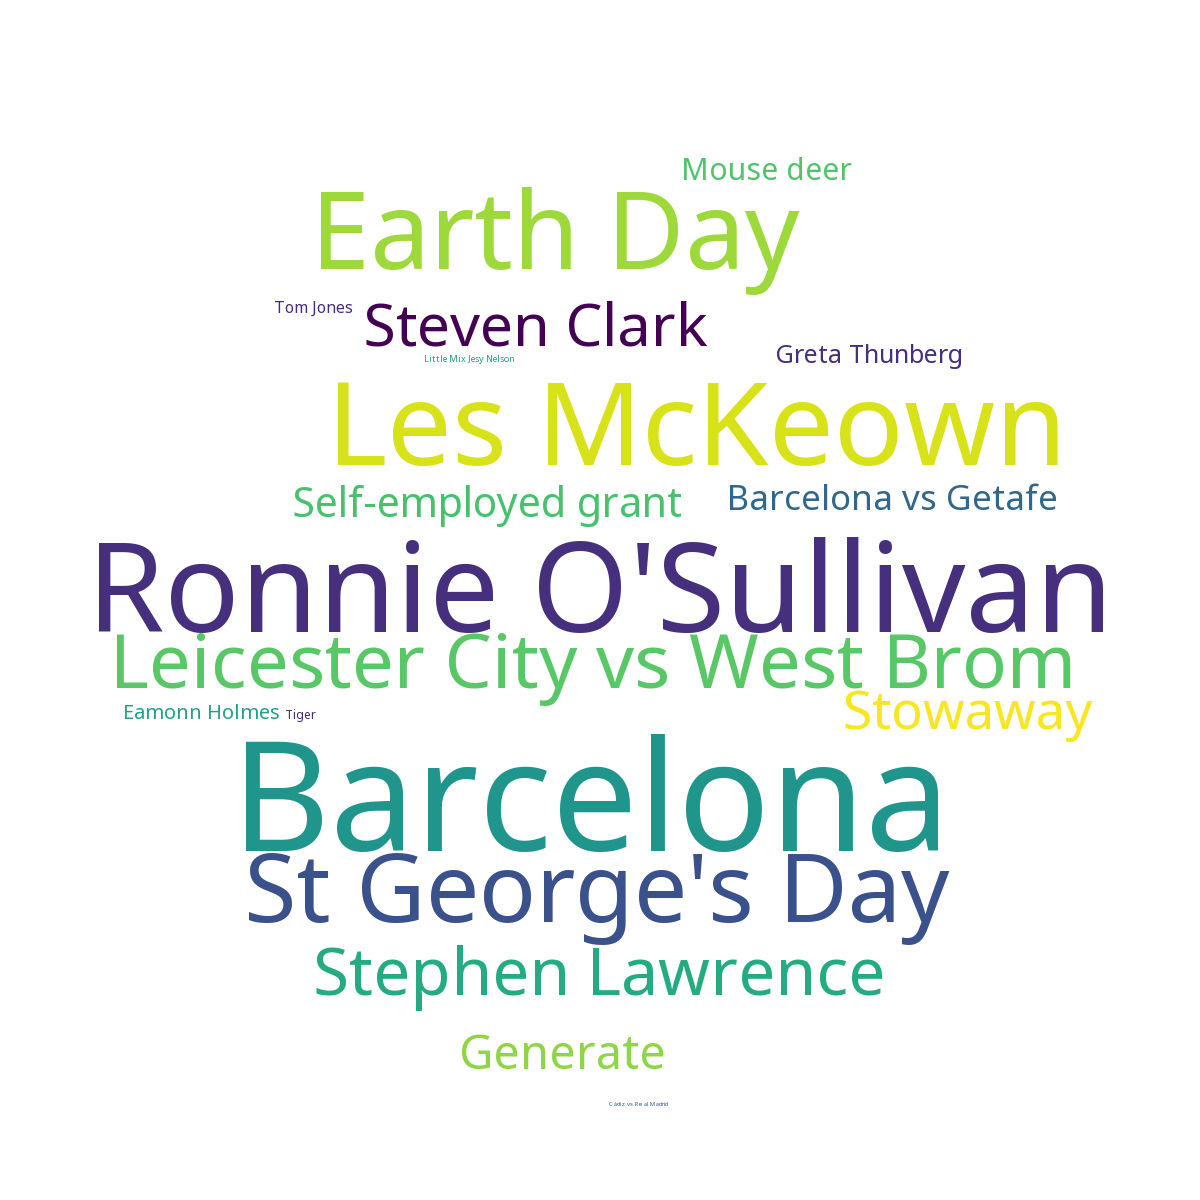 Mouse deer
Earth Day
Tom Jones
Steven Clark
Little Mix Jesy Nelson
Greta Thunberg
Les McKeown
Self-employed grant
Barcelona vs Getafe
Ronnie O'Sullivan
Leicester City vs West Brom
Stowaway
Eamonn Holmes
Tiger
Barcelona
St George's Day
Stephen Lawrence
Generate
Cádiz vs Real Madrid